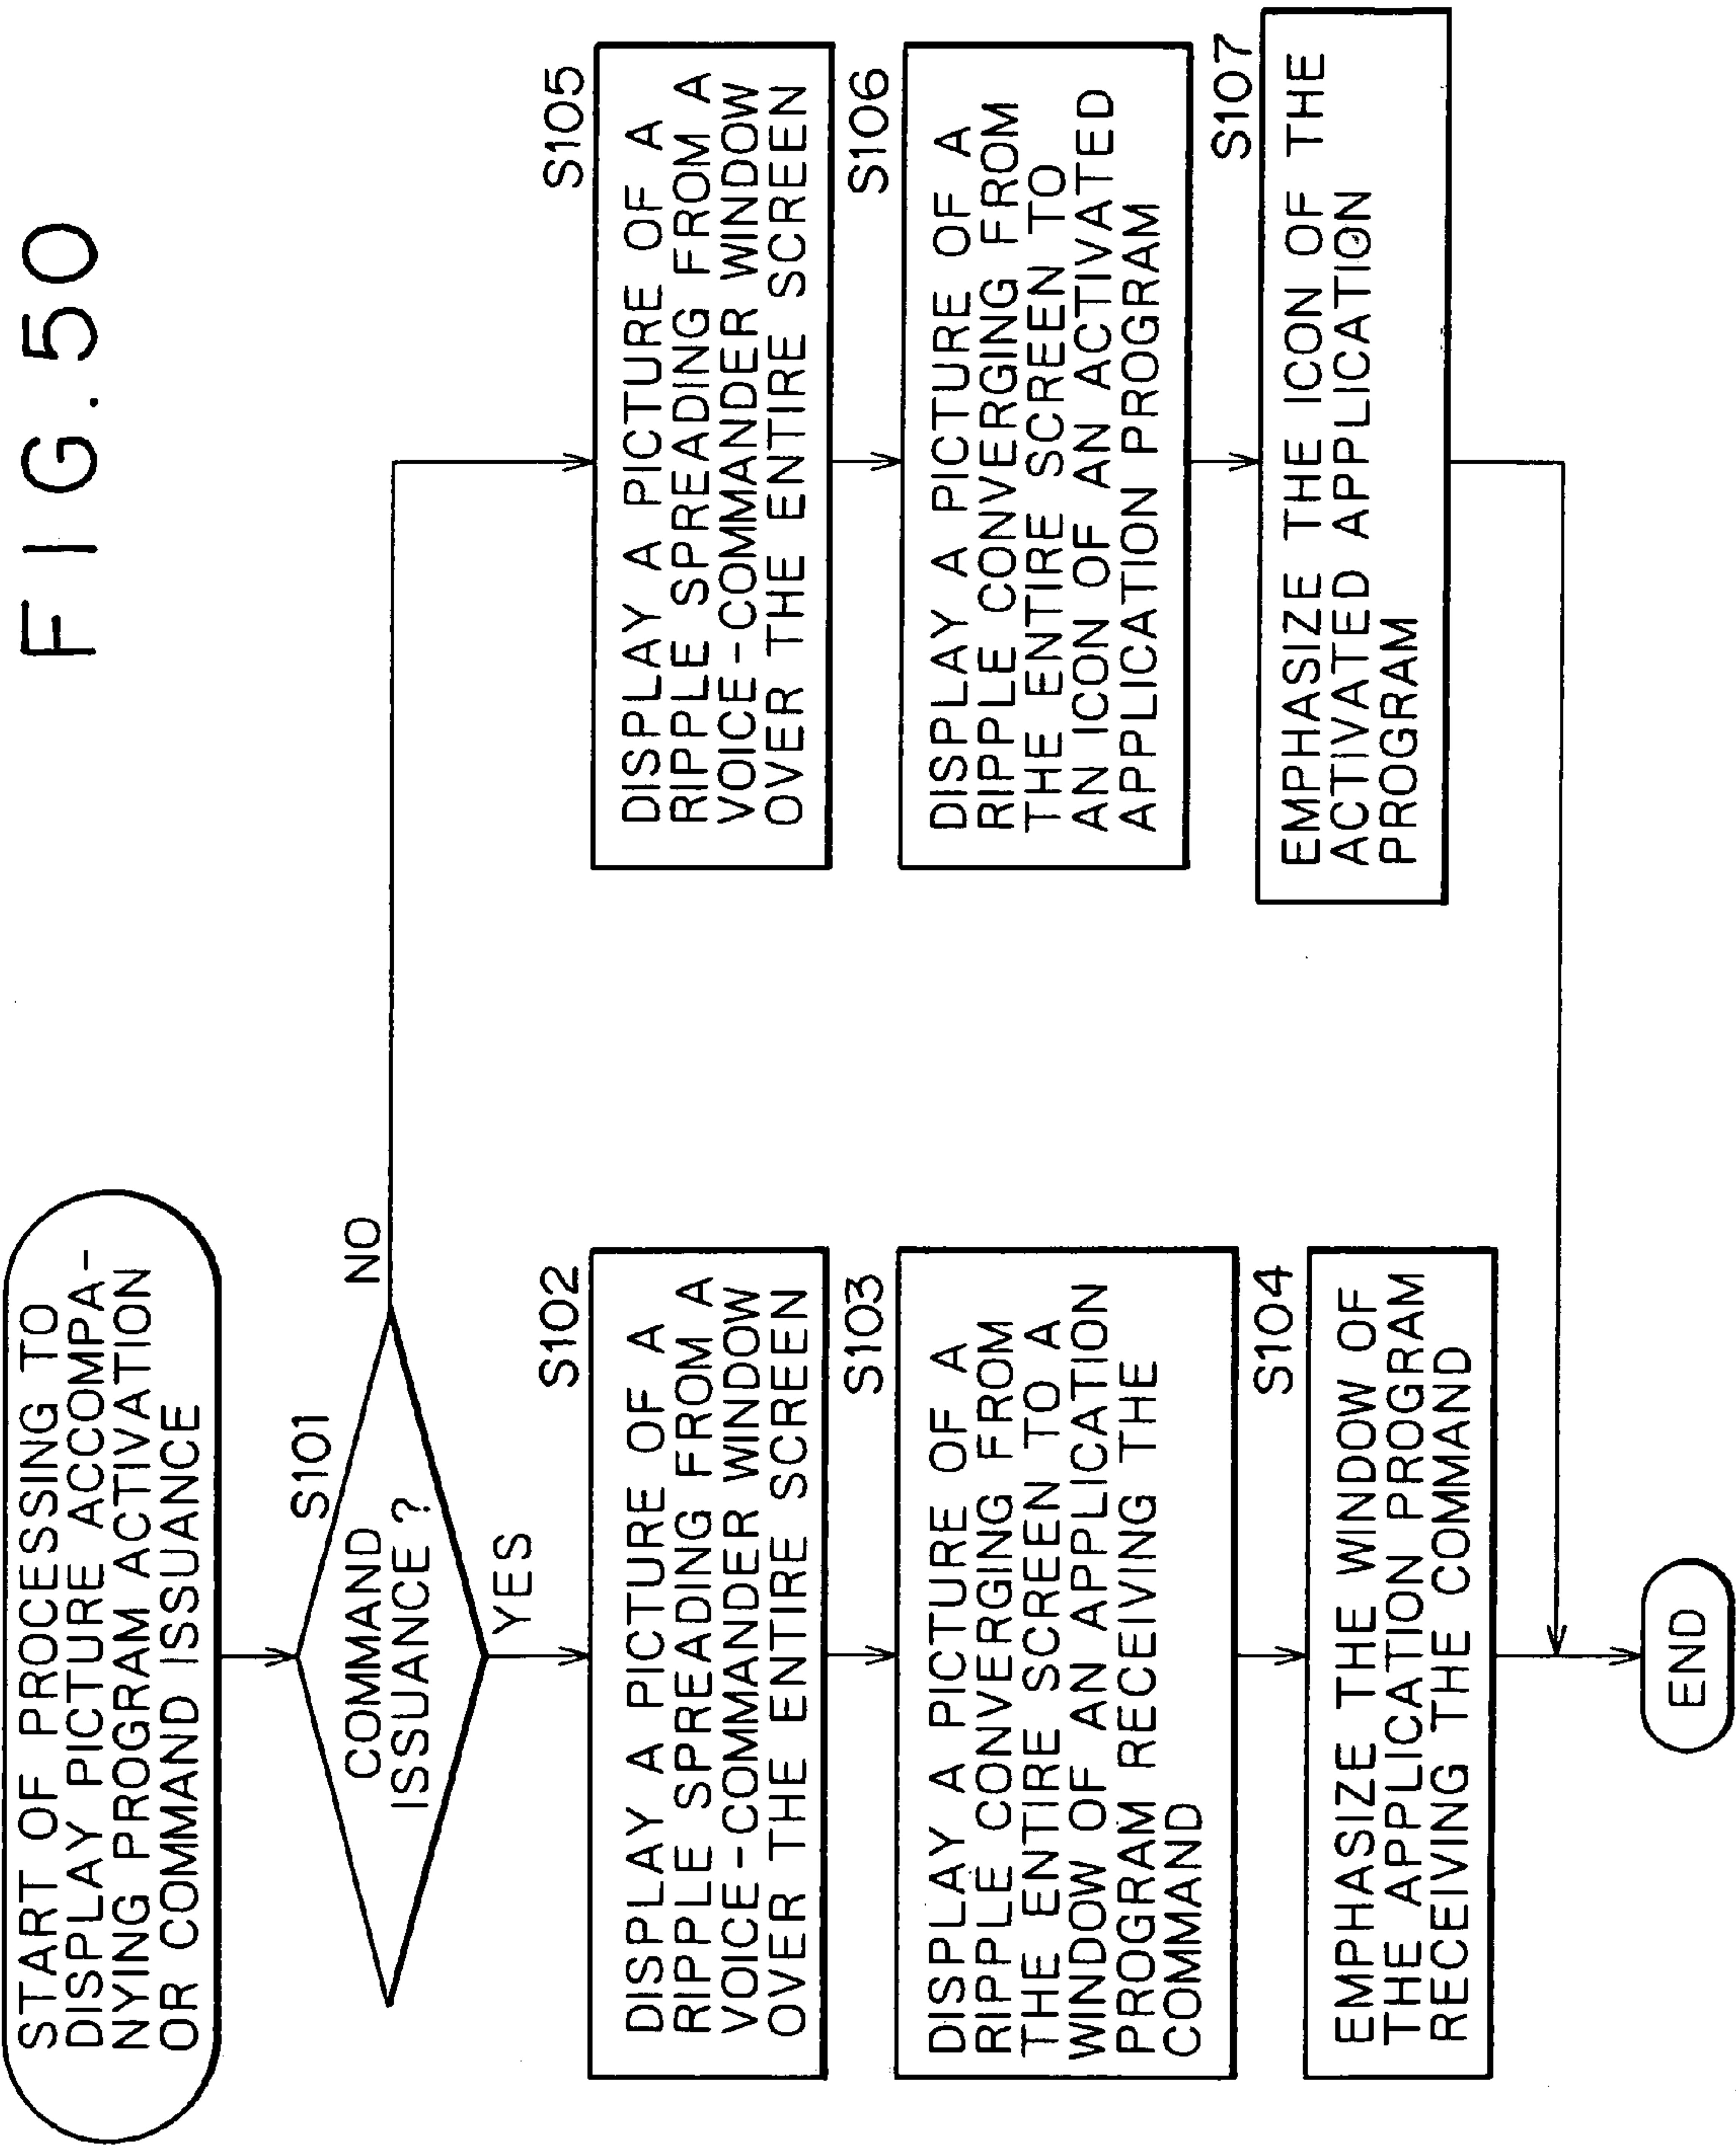 FIG. 50
START OF PROCESSING TO
DISPLAY PICTURE ACCOMPA-
NYING PROGRAM ACTIVATION
OR COMMAND ISSUANCE
S101
COMMAND
ISSUANCE ?
NO
YES
S102
DISPLAY A PICTURE OF A
RIPPLE SPREADING FROM A
VOICE-COMMANDER WINDOW
OVER THE ENTIRE SCREEN
S103
DISPLAY A PICTURE OF A
RIPPLE CONVERGING FROM
THE ENTIRE SCREEN TO A
WINDOW OF AN APPLICATION
PROGRAM RECEIVING THE
COMMAND
S104
EMPHASIZE THE WINDOW OF
THE APPLICATION PROGRAM
RECEIVING THE COMMAND
S105
DISPLAY A PICTURE OF A
RIPPLE SPREADING FROM A
VOICE-COMMANDER WINDOW
OVER THE ENTIRE SCREEN
S106
DISPLAY A PICTURE OF A
RIPPLE CONVERGING FROM
THE ENTIRE SCREEN TO
AN ICON OF AN ACTIVATED
APPLICATION PROGRAM
S107
EMPHASIZE THE ICON OF THE
ACTIVATED APPLICATION
PROGRAM
END